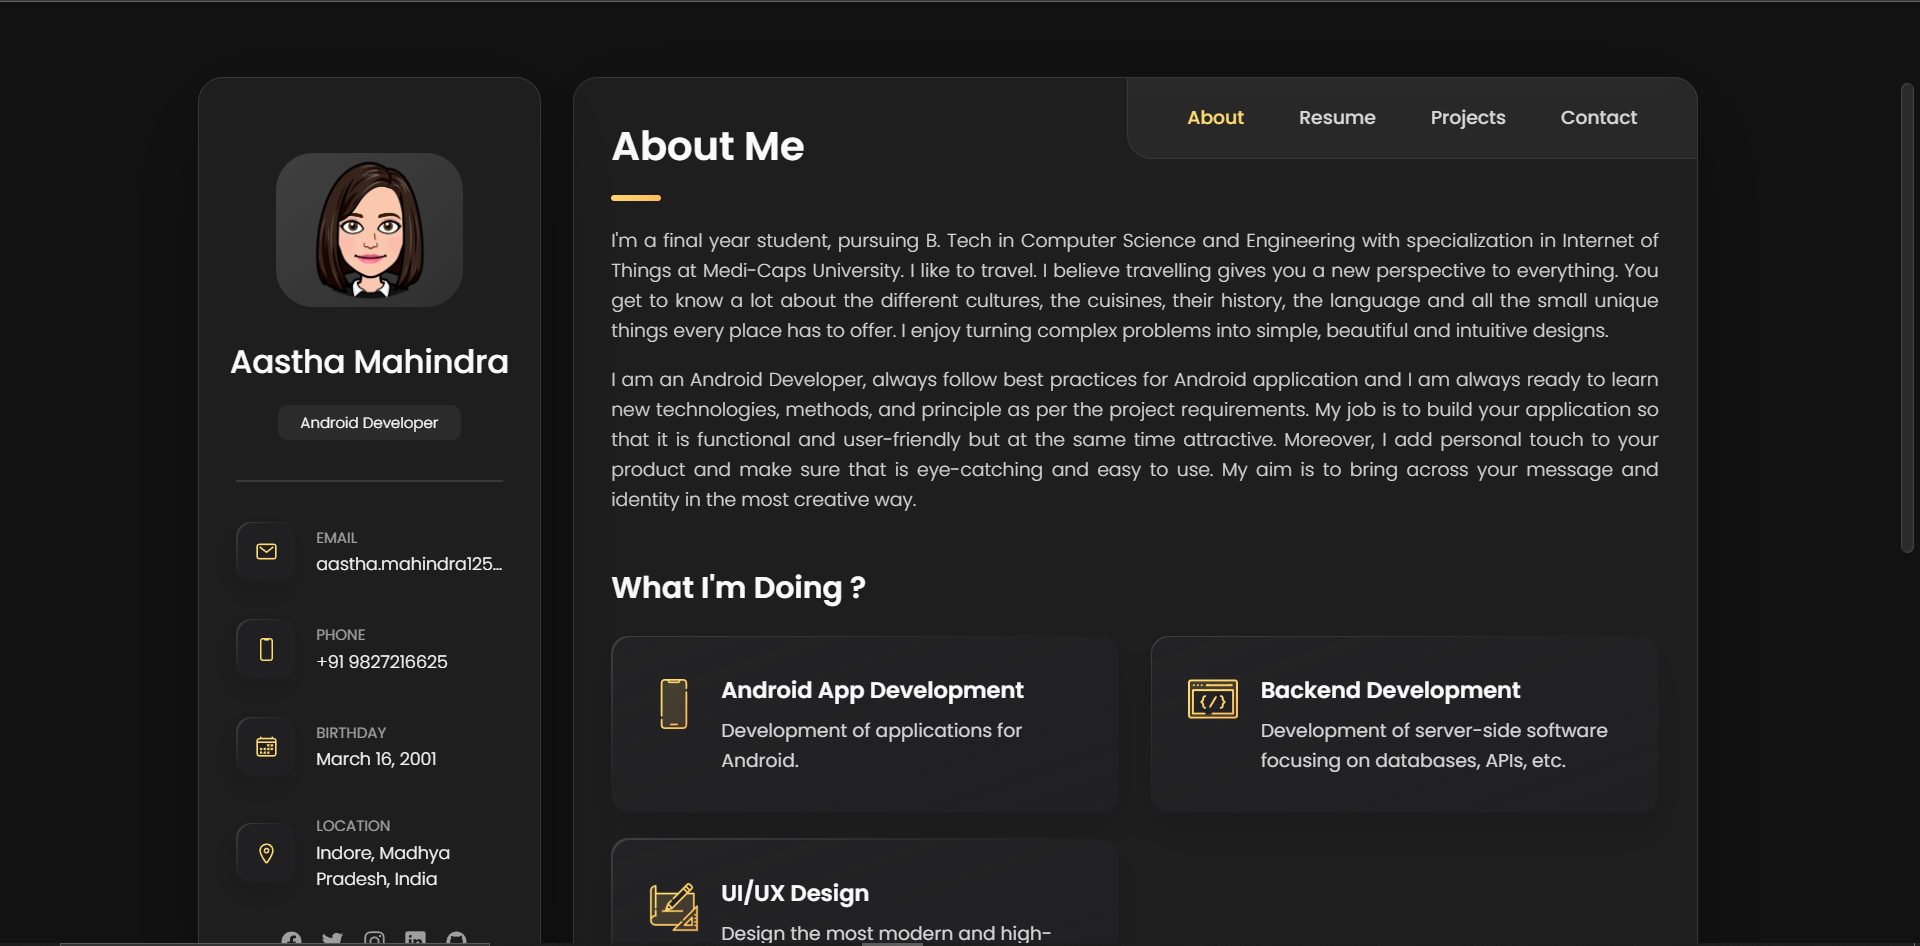 Aastha Mahindra
Android Developer
EMAIL
aastha.mahindra125...
PHONE
+91 9827216625
BIRTHDAY
March 16, 2001
LOCATION
Indore, Madhya
Pradesh, India
About Resume Projects Contact
About Me
I'm a final year student, pursuing B. Tech in Computer Science and Engineering with specialization in Internet of
Things at Medi-Caps University. I like to travel. I believe travelling gives you a new perspective to everything. You
get to know a lot about the different cultures, the cuisines, their history, the language and all the small unique
things every place has to offer. I enjoy turning complex problems into simple, beautiful and intuitive designs.
I am an Android Developer, always follow best practices for Android application and I am always ready to learn
new technologies, methods, and principle as per the project requirements. My job is to build your application so
that it is functional and user-friendly but at the same time attractive. Moreover, I add personal touch to your
product and make sure that is eye-catching and easy to use. My aim is to bring across your message and
identity in the most creative way.
What I'm Doing ?
Android App Development
Development of applications for
Android.
Backend Development
Development of server-side software
focusing on databases, APIs, etc.
UI/UX Design
Design the most modern and high-